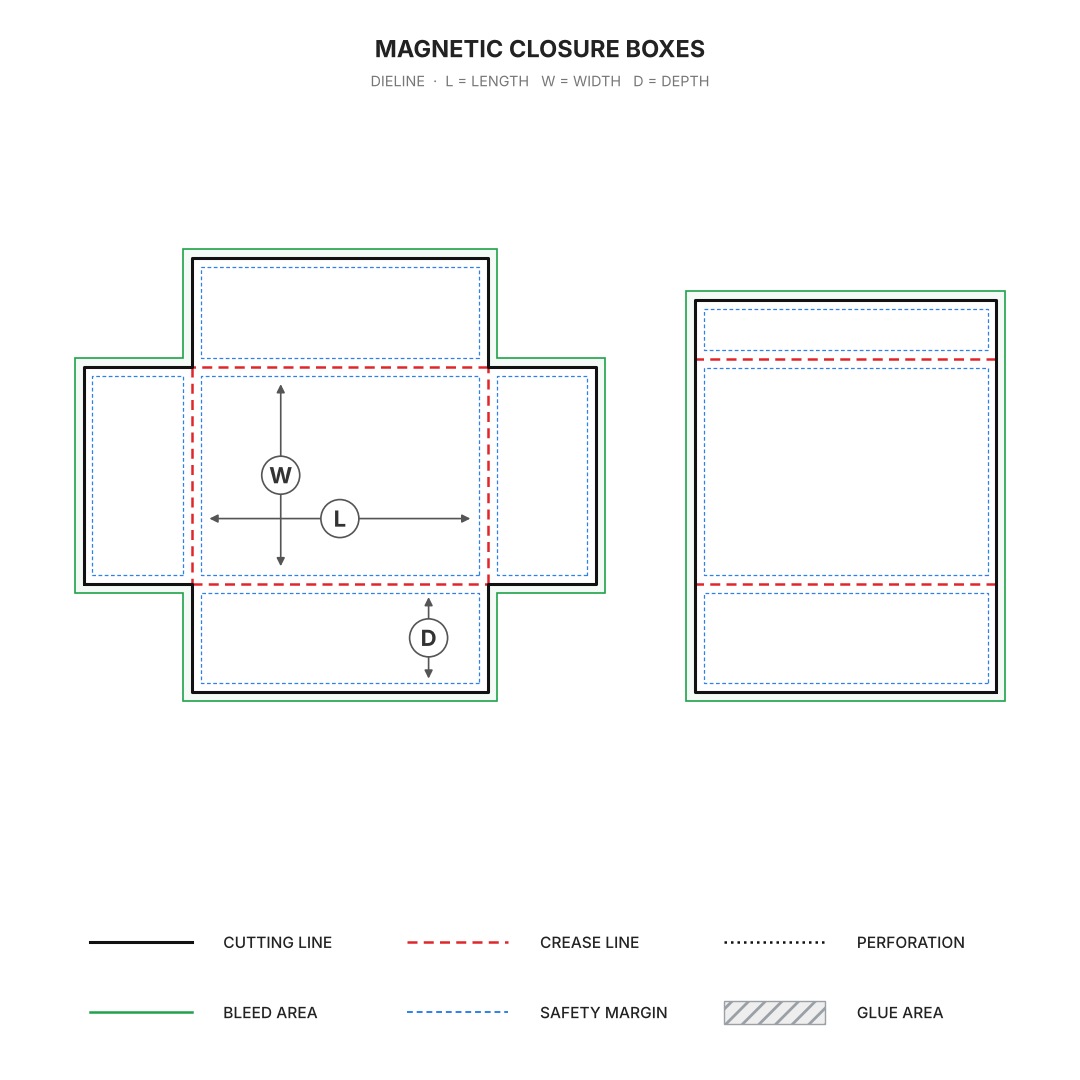 MAGNETIC CLOSURE BOXES
DIELINE · L = LENGTH W = WIDTH D = DEPTH
W
L
D
CUTTING LINE
CREASE LINE
PERFORATION
BLEED AREA
SAFETY MARGIN
GLUE AREA